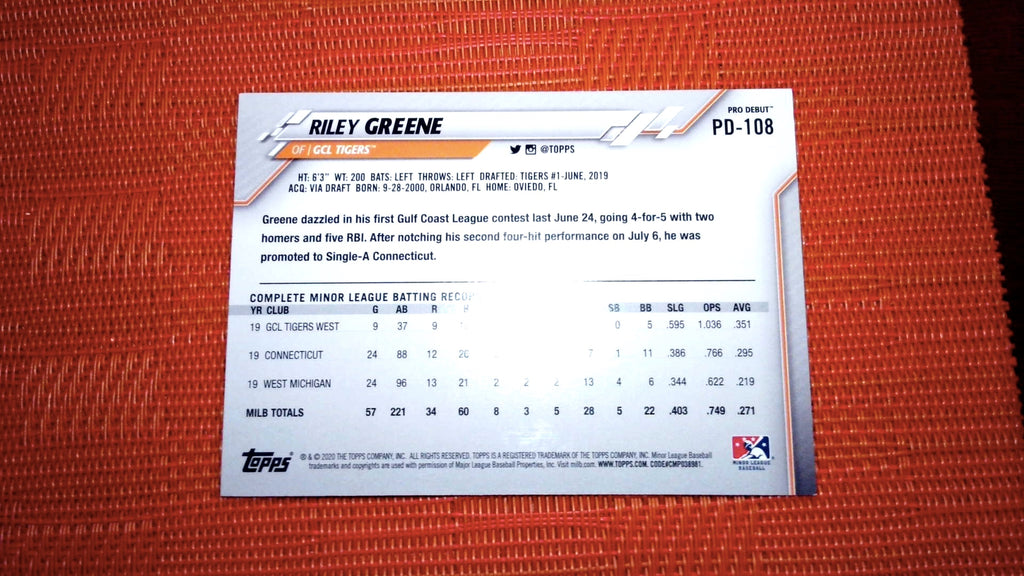 RILEY GREENE
PRO DEBUT™
PD-108
OF | GCL TIGERS™
@TOPPS
HT: 6'3" WT: 200 BATS: LEFT THROWS: LEFT DRAFTED: TIGERS #1-JUNE, 2019
ACQ: VIA DRAFT BORN: 9-28-2000, ORLANDO, FL HOME: OVIEDO, FL
Greene dazzled in his first Gulf Coast League contest last June 24, going 4-for-5 with two
homers and five RBI. After notching his second four-hit performance on July 6, he was
promoted to Single-A Connecticut.
COMPLETE MINOR LEAGUE BATTING
YR CLUB G AB R H SB BB SLG OPS AVG
19 GCL TIGERS WEST 9 37 9 0 5 .595 1.036 .351
19 CONNECTICUT 24 88 12 7 1 11 .386 .766 .295
19 WEST MICHIGAN 24 96 13 21 2 2 2 13 4 6 .344 .622 .219
MILB TOTALS 57 221 34 60 8 3 5 28 5 22 .403 .749 .271
topps
® & © 2020 THE TOPPS COMPANY, INC. ALL RIGHTS RESERVED. TOPPS IS A REGISTERED TRADEMARK OF THE TOPPS COMPANY, INC. Minor League Baseball
trademarks and copyrights are used with permission of Major League Baseball Properties, Inc. Visit milb.com. WWW.TOPPS.COM. CODE#CMP038981.
MINOR LEAGUE
BASEBALL